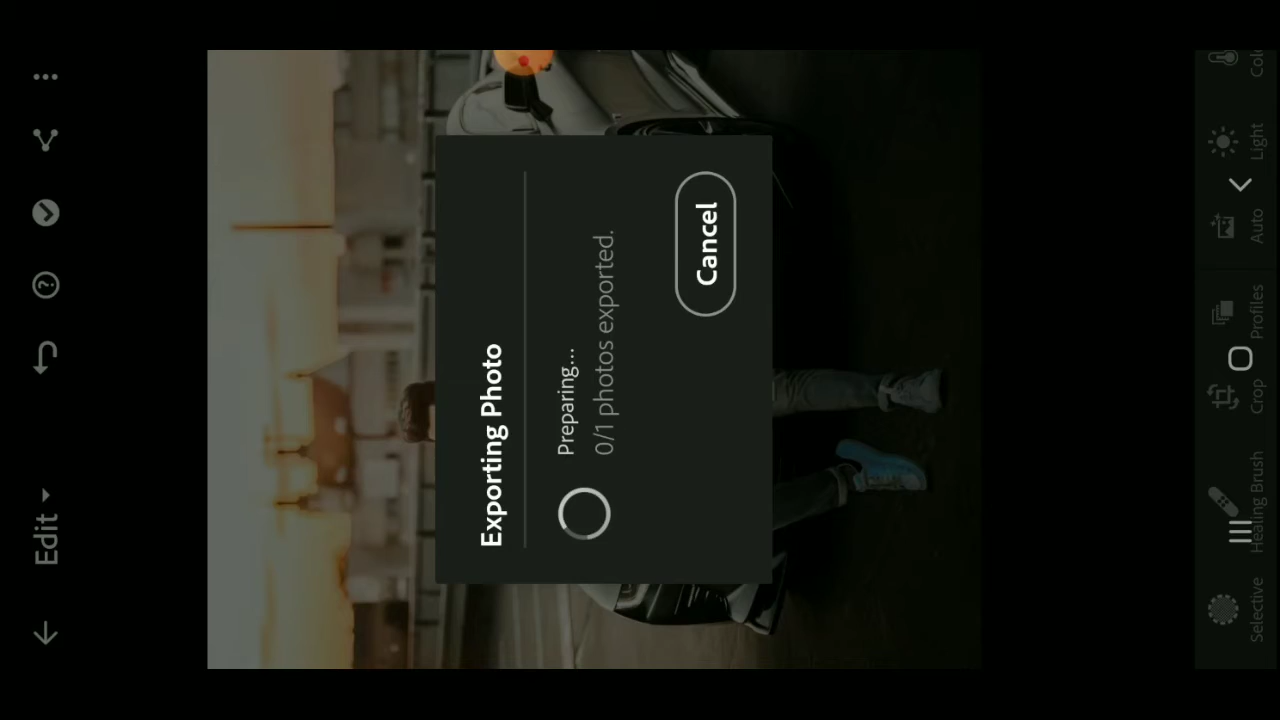 Edit
Exporting Photo
Preparing...
0/1 photos exported.
Cancel
Selective
Healing Brush
Crop
Profiles
Auto
Light